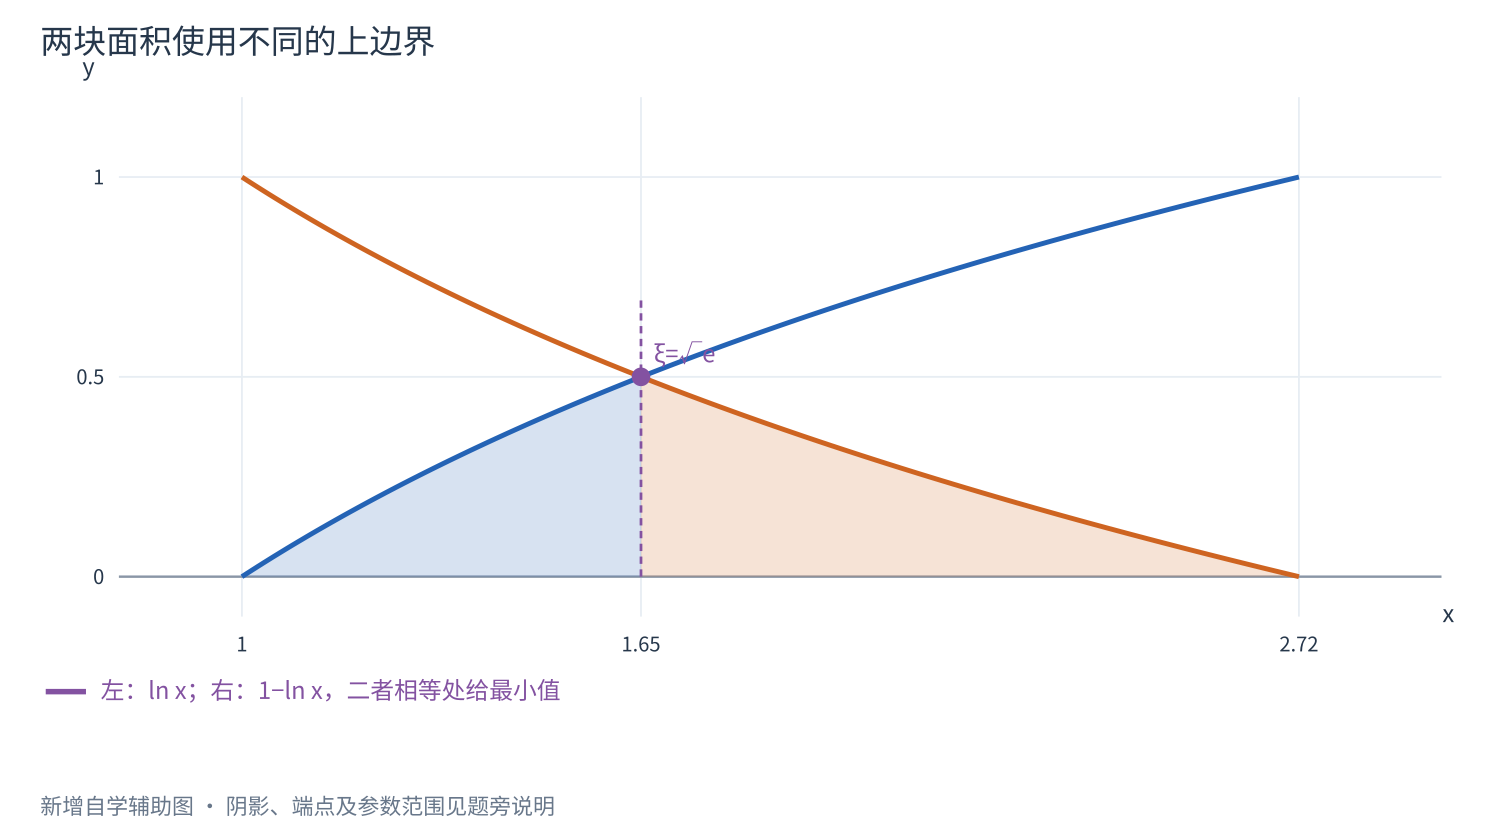 两块面积使用不同的上边界
y
1
ξ=√e
0.5
0
x
1
1.65
2.72
左：ln x；右：1−ln x，二者相等处给最小值
新增自学辅助图 · 阴影、端点及参数范围见题旁说明